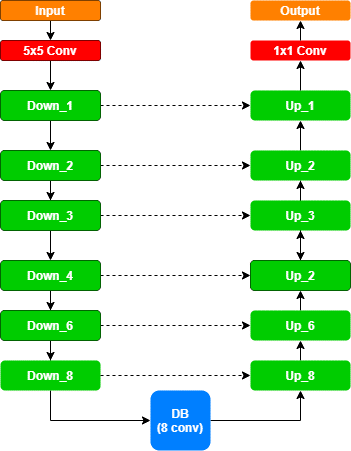 Input
Output
5x5 Conv
1x1 Conv
Down_1
Up_1
Down_2
Up_2
Down_3
Up_3
Down_4
Up_2
Down_6
Up_6
Down_8
Up_8
DB
(8 conv)